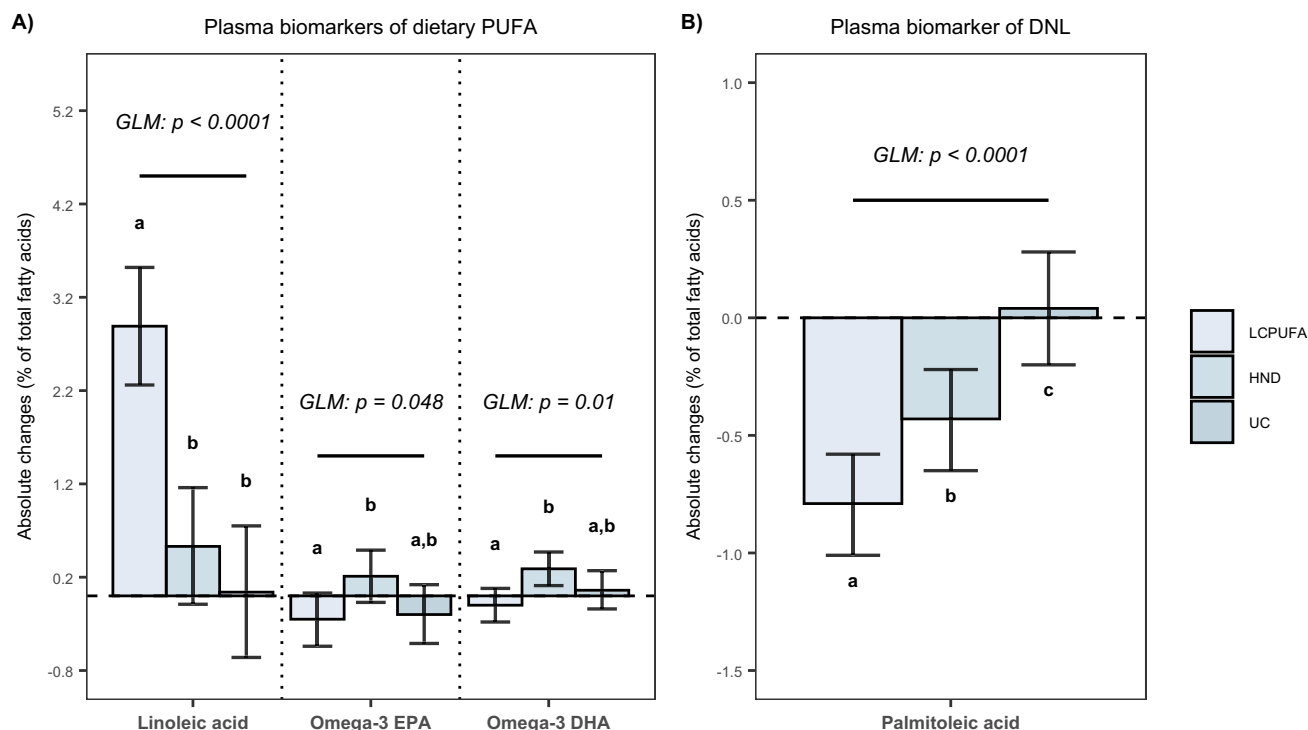 A)
Plasma biomarkers of dietary PUFA
Absolute changes (% of total fatty acids)
5.2
4.2
3.2
2.2
1.2
0.2
-0.8
GLM: p < 0.0001
a
b
b
GLM: p = 0.048
a
b
a,b
GLM: p = 0.01
a
b
a,b
Linoleic acid
Omega-3 EPA
Omega-3 DHA
B)
Plasma biomarker of DNL
Absolute changes (% of total fatty acids)
1.0
0.5
0.0
-0.5
-1.0
-1.5
GLM: p < 0.0001
a
b
c
Palmitoleic acid
LCPUFA
HND
UC